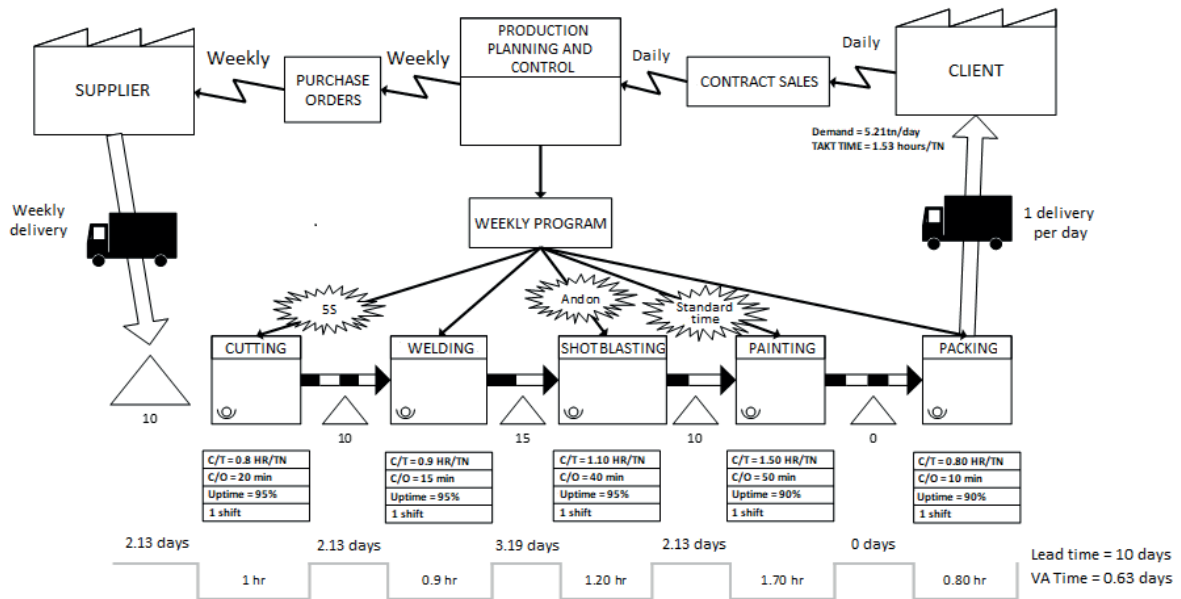 SUPPLIER
Weekly
PURCHASE
ORDERS
Weekly
PRODUCTION
PLANNING AND
CONTROL
Daily
CONTRACT SALES
Daily
CLIENT
Demand = 5.21tn/day
TAKT TIME = 1.53 hours/TN
Weekly
delivery
WEEKLY PROGRAM
1 delivery
per day
5S
Andon
Standard
time
CUTTING
WELDING
SHOTBLASTING
PAINTING
PACKING
10
10
15
10
0
C/T = 0.8 HR/TN
C/O = 20 min
Uptime = 95%
1 shift
C/T = 0.9 HR/TN
C/O = 15 min
Uptime = 95%
1 shift
C/T = 1.10 HR/TN
C/O = 40 min
Uptime = 95%
1 shift
C/T = 1.50 HR/TN
C/O = 50 min
Uptime = 90%
1 shift
C/T = 0.80 HR/TN
C/O = 10 min
Uptime = 90%
1 shift
2.13 days
2.13 days
3.19 days
2.13 days
0 days
1 hr
0.9 hr
1.20 hr
1.70 hr
0.80 hr
Lead time = 10 days
VA Time = 0.63 days